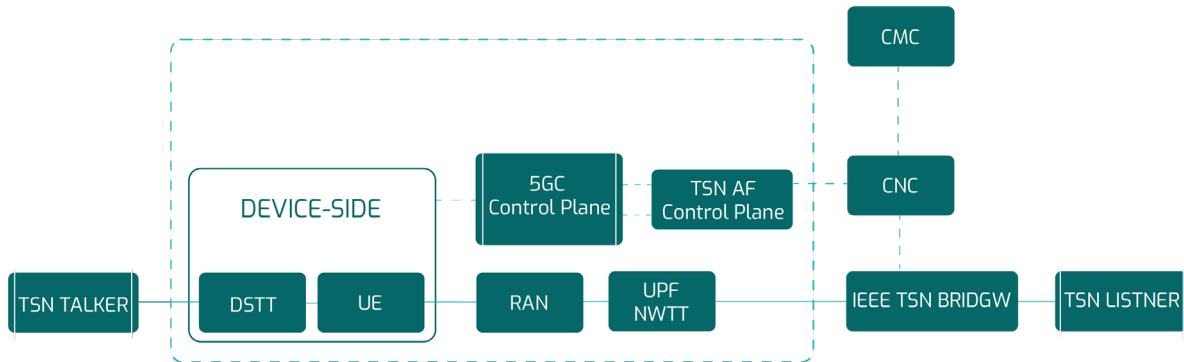 CMC
5GC
Control Plane
TSN AF
Control Plane
CNC
DEVICE-SIDE
TSN TALKER
DSTT
UE
RAN
UPF
NWTT
IEEE TSN BRIDGW
TSN LISTNER